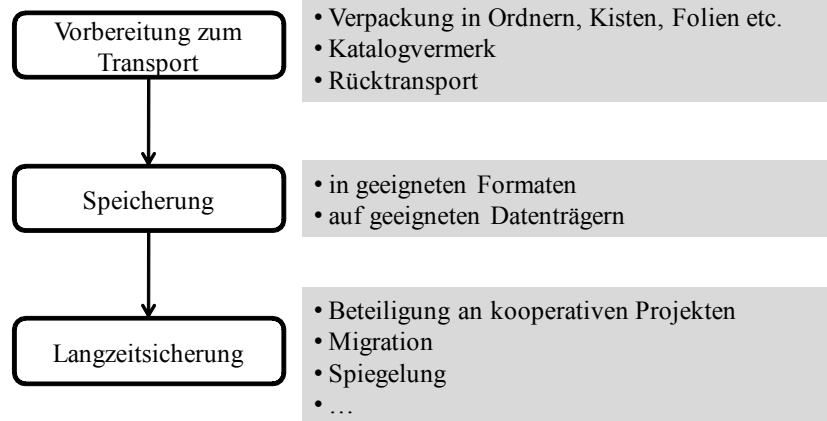 Vorbereitung zum
Transport
• Verpackung in Ordnern, Kisten, Folien etc.
• Katalogvermerk
• Rücktransport
Speicherung
• in geeigneten Formaten
• auf geeigneten Datenträgern
Langzeitsicherung
• Beteiligung an kooperativen Projekten
• Migration
• Spiegelung
• …